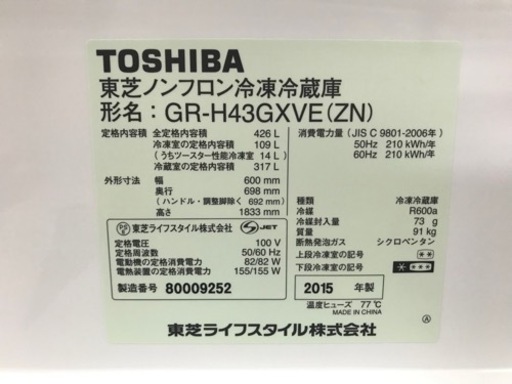 TOSHIBA
東芝ノンフロン冷凍冷蔵庫
形名：GR-H43GXVE(ZN)
定格内容積 全定格内容積 426 L
冷凍室の定格内容積 109 L
（うちツースター性能冷凍室 14 L）
冷蔵室の定格内容積 317 L
外形寸法 幅 600 mm
奥行 698 mm
（ハンドル・調整脚除く 692 mm）
高さ 1833 mm
消費電力量（JIS C 9801-2006年）
50Hz 210 kWh/年
60Hz 210 kWh/年
種類 冷凍冷蔵庫
冷媒 R600a
冷媒封入量 73 g
質量 91 kg
断熱発泡ガス シクロペンタン
上段冷凍室の記号
下段冷凍室の記号
PS E 東芝ライフスタイル株式会社 JET
定格電圧 100 V
定格周波数 50/60 Hz
電動機の定格消費電力 82/82 W
電熱装置の定格消費電力 155/155 W
製造番号 80009252
2015 年製
温度ヒューズ 77℃
MADE IN CHINA
東芝ライフスタイル株式会社
Ⓐ